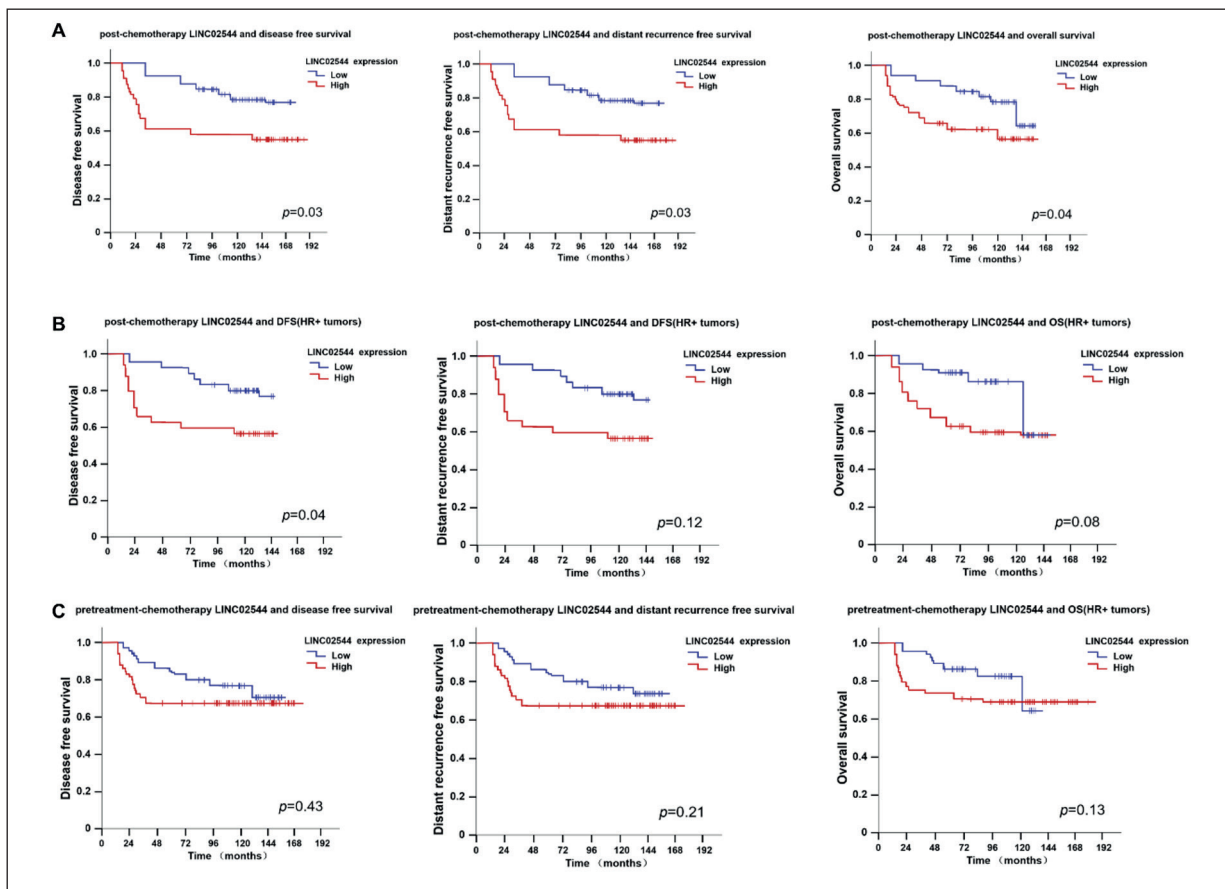 A
post-chemotherapy LINC02544 and disease free survival
LINC02544 expression
Low
High
Disease free survival
1.0
0.8
0.6
0.4
0.2
0
p=0.03
0 24 48 72 96 120 144 168 192
Time (months)
post-chemotherapy LINC02544 and distant recurrence free survival
LINC02544 expression
Low
High
Distant recurrence free survival
1.0
0.8
0.6
0.4
0.2
0
p=0.03
0 24 48 72 96 120 144 168 192
Time (months)
post-chemotherapy LINC02544 and overall survival
LINC02544 expression
Low
High
Overall survival
1.0
0.8
0.6
0.4
0.2
0
p=0.04
0 24 48 72 96 120 144 168 192
Time (months)
B
post-chemotherapy LINC02544 and DFS(HR+ tumors)
LINC02544 expression
Low
High
Disease free survival
1.0
0.8
0.6
0.4
0.2
0
p=0.04
0 24 48 72 96 120 144 168 192
Time (months)
post-chemotherapy LINC02544 and DFS(HR+ tumors)
LINC02544 expression
Low
High
Distant recurrence free survival
1.0
0.8
0.6
0.4
0.2
0
p=0.12
0 24 48 72 96 120 144 168 192
Time (months)
post-chemotherapy LINC02544 and OS(HR+ tumors)
LINC02544 expression
Low
High
Overall survival
1.0
0.8
0.6
0.4
0.2
0
p=0.08
0 24 48 72 96 120 144 168 192
Time (months)
C
pretreatment-chemotherapy LINC02544 and disease free survival
LINC02544 expression
Low
High
Disease free survival
1.0
0.8
0.6
0.4
0.2
0
p=0.43
0 24 48 72 96 120 144 168 192
Time (months)
pretreatment-chemotherapy LINC02544 and distant recurrence free survival
LINC02544 expression
Low
High
Distant recurrence free survival
1.0
0.8
0.6
0.4
0.2
0
p=0.21
0 24 48 72 96 120 144 168 192
Time (months)
pretreatment-chemotherapy LINC02544 and OS(HR+ tumors)
LINC02544 expression
Low
High
Overall survival
1.0
0.8
0.6
0.4
0.2
0
p=0.13
0 24 48 72 96 120 144 168 192
Time (months)